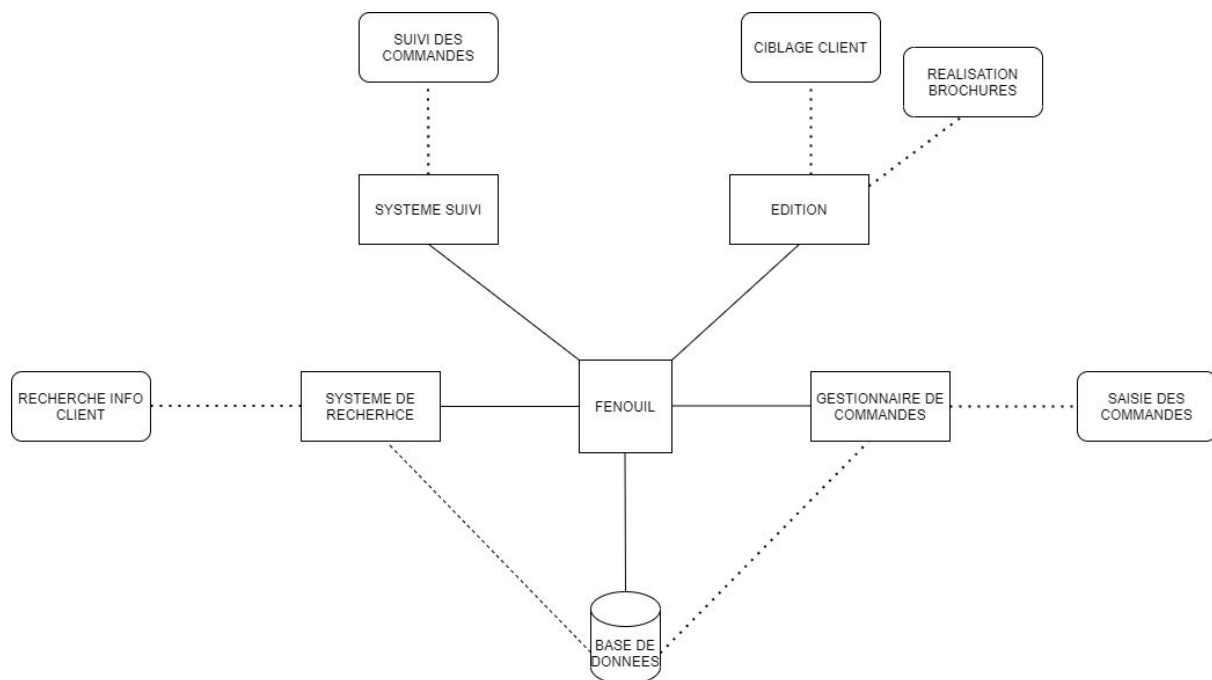 SUIVI DES
COMMANDES
CIBLAGE CLIENT
REALISATION
BROCHURES
SYSTEME SUIVI
EDITION
RECHERCHE INFO
CLIENT
SYSTEME DE
RECHERHCE
FENOUIL
GESTIONNAIRE DE
COMMANDES
SAISIE DES
COMMANDES
BASE DE
DONNEES